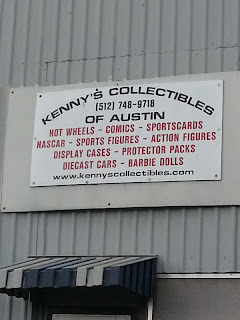 KENNY'S COLLECTIBLES
(512) 748-9718
OF AUSTIN
HOT WHEELS - COMICS - SPORTSCARDS
NASCAR - SPORTS FIGURES - ACTION FIGURES
DISPLAY CASES - PROTECTOR PACKS
DIECAST CARS - BARBIE DOLLS
www.kennyscollectibles.com